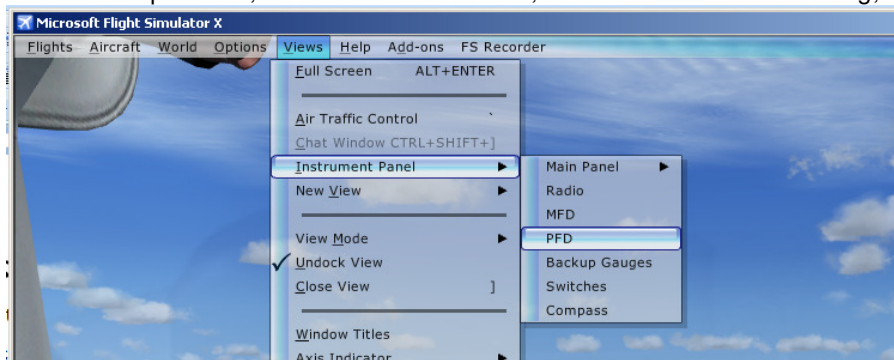 Microsoft Flight Simulator X
Flights Aircraft World Options Views Help Add-ons FS Recorder
Full Screen ALT+ENTER
Air Traffic Control `
Chat Window CTRL+SHIFT+]
Instrument Panel
New View
View Mode
Undock View
Close View ]
Window Titles
Axis Indicator
Main Panel
Radio
MFD
PFD
Backup Gauges
Switches
Compass